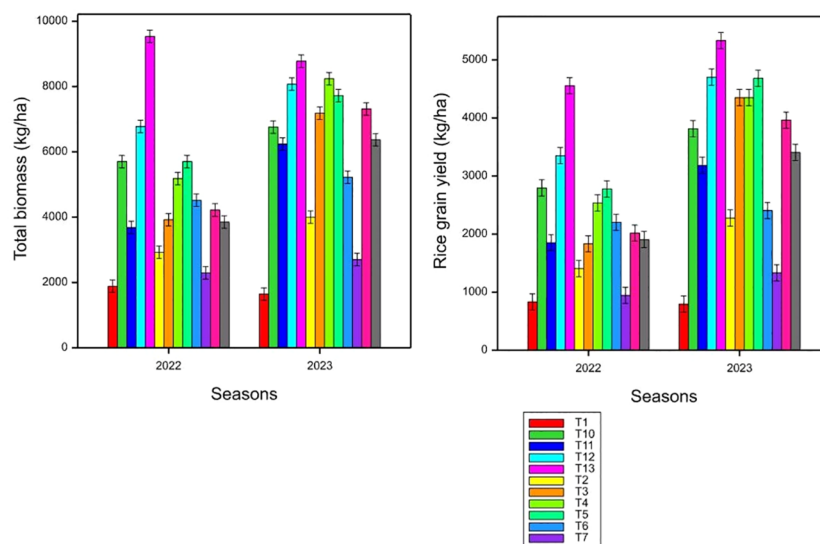 Total biomass (kg/ha)
10000
8000
6000
4000
2000
0
2022
2023
Seasons
Rice grain yield (kg/ha)
5000
4000
3000
2000
1000
0
2022
2023
Seasons
T1
T10
T11
T12
T13
T2
T3
T4
T5
T6
T7